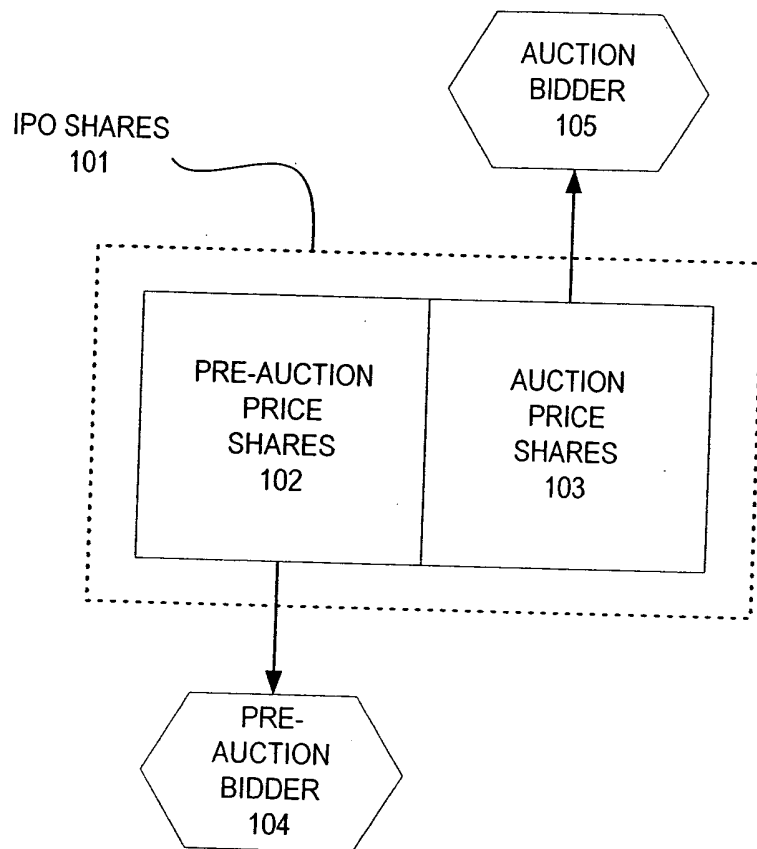 AUCTION
BIDDER
105
IPO SHARES
101
PRE-AUCTION
PRICE
SHARES
102
AUCTION
PRICE
SHARES
103
PRE-
AUCTION
BIDDER
104